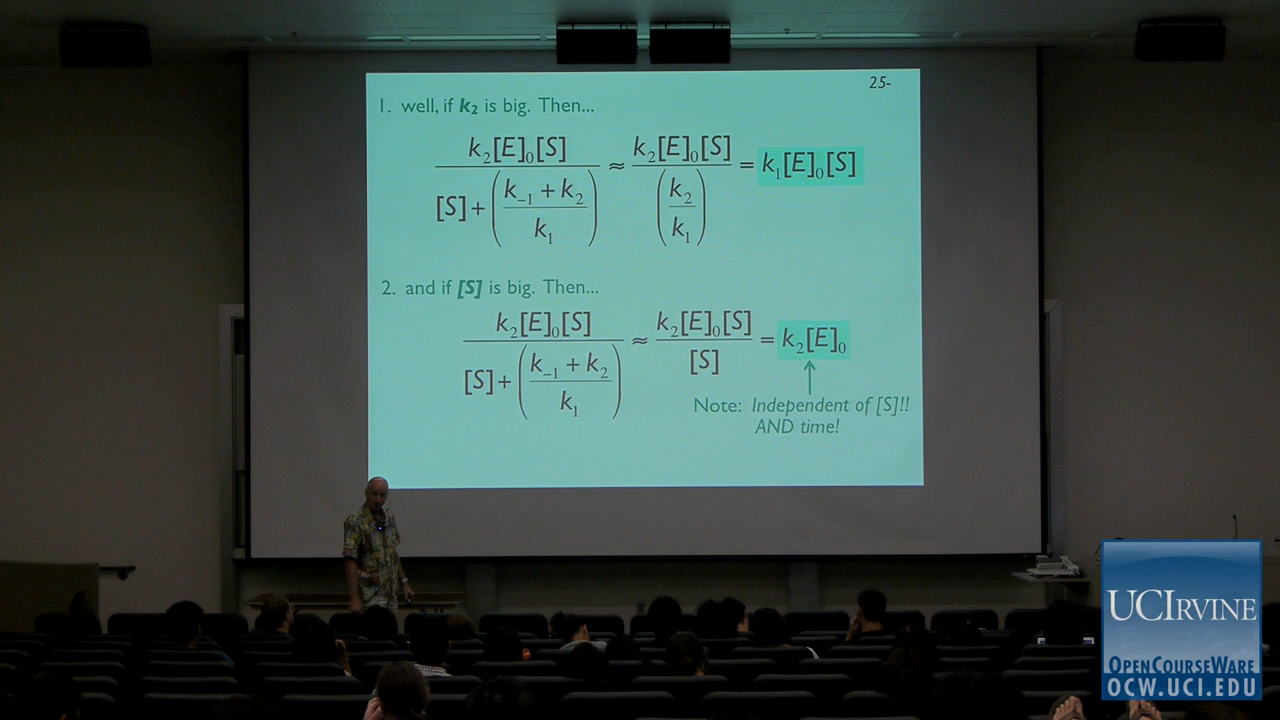 25-
1. well, if k₂ is big. Then...
k₂[E]₀[S] / ([S] + ((k₋₁ + k₂) / k₁)) ≈ k₂[E]₀[S] / (k₂ / k₁) = k₁[E]₀[S]
2. and if [S] is big. Then...
k₂[E]₀[S] / ([S] + ((k₋₁ + k₂) / k₁)) ≈ k₂[E]₀[S] / [S] = k₂[E]₀
Note: Independent of [S]!!
AND time!
UCIRVINE
OPENCOURSEWARE
OCW.UCI.EDU